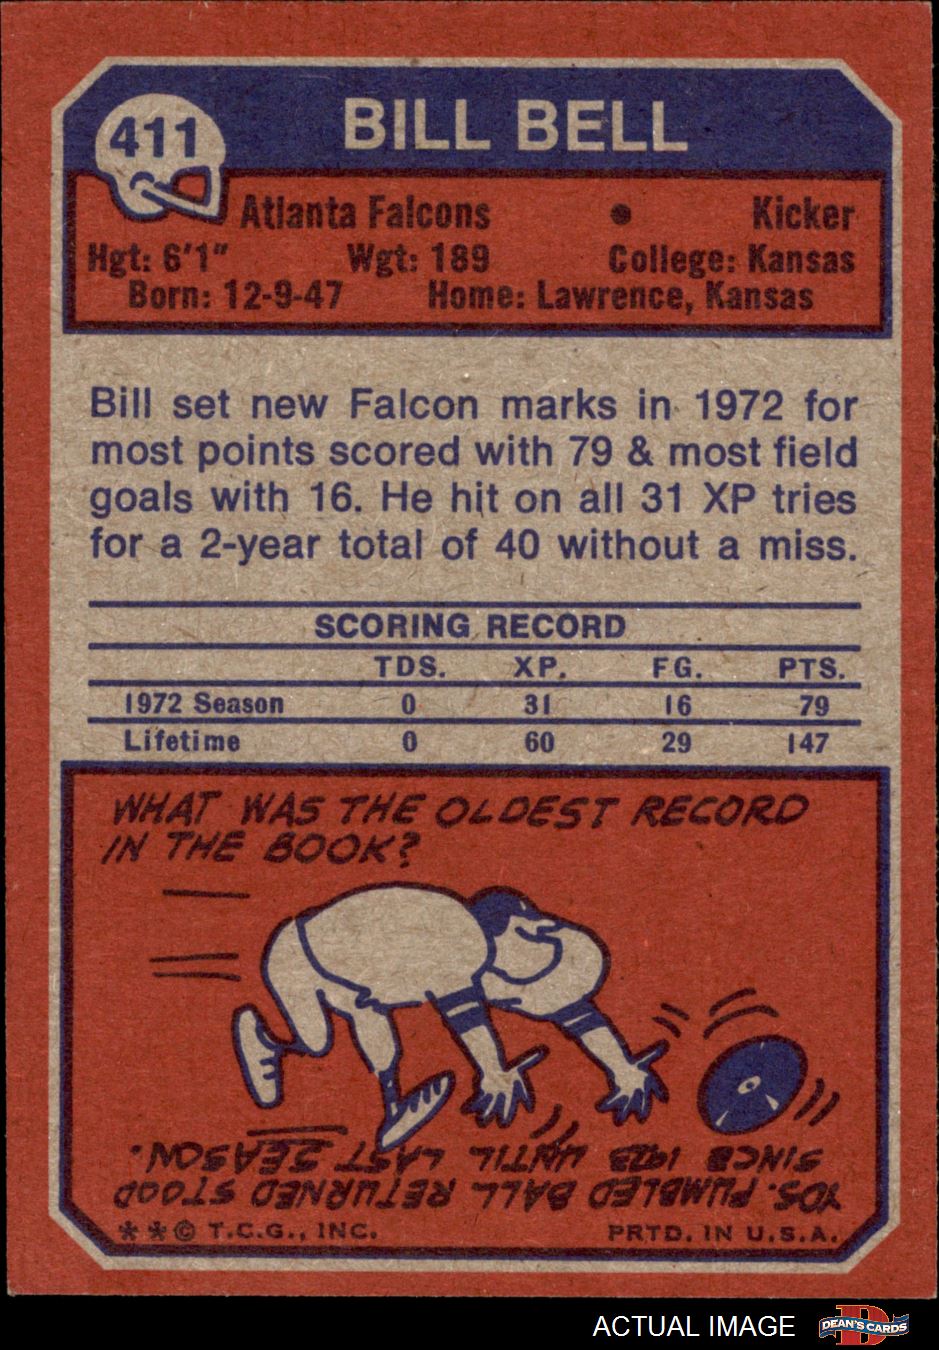 411
BILL BELL
Atlanta Falcons • Kicker
Hgt: 6'1" Wgt: 189 College: Kansas
Born: 12-9-47 Home: Lawrence, Kansas
Bill set new Falcon marks in 1972 for
most points scored with 79 & most field
goals with 16. He hit on all 31 XP tries
for a 2-year total of 40 without a miss.
SCORING RECORD
TDS. XP. FG. PTS.
1972 Season 0 31 16 79
Lifetime 0 60 29 147
WHAT WAS THE OLDEST RECORD
IN THE BOOK?
YDS. FUMBLED BALL RETURNED STOOD
SINCE 1923 UNTIL LAST SEASON.
**© T.C.G., INC. PRTD. IN U.S.A.
ACTUAL IMAGE
D
DEAN'S CARDS